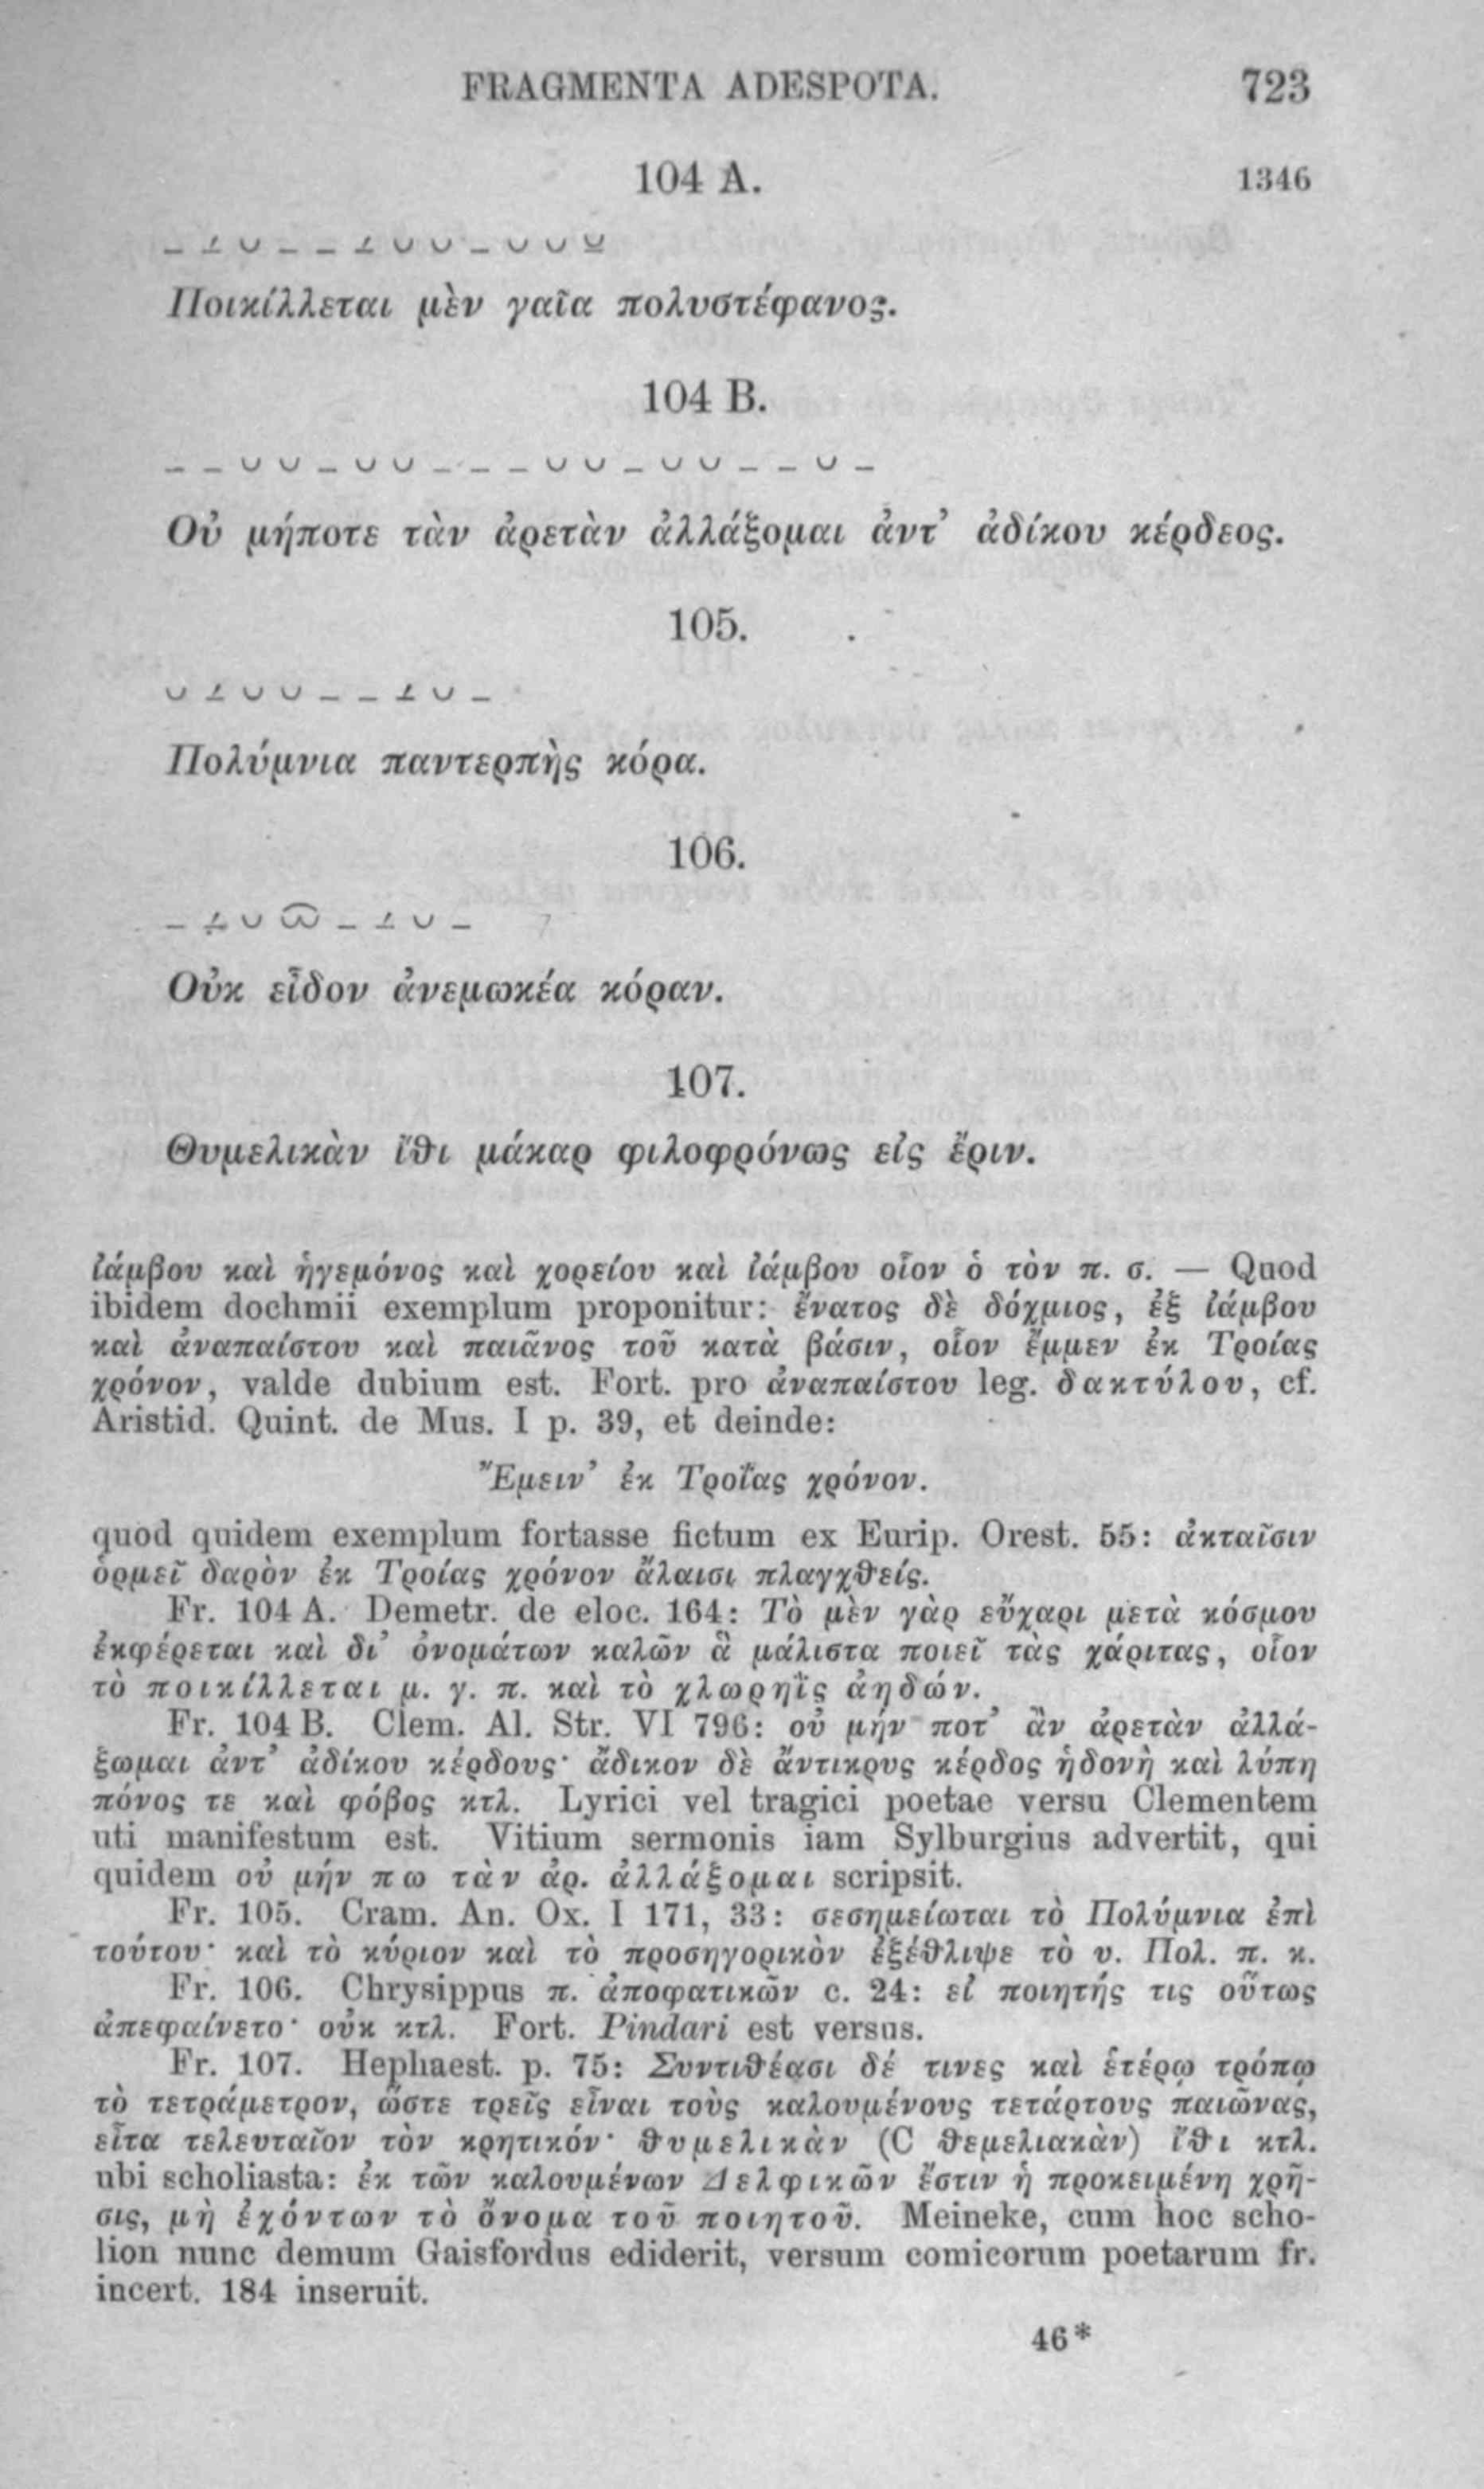 FRAGMENTA ADESPOTA. 723
104 A. 1346
– –́ ∪ – – –́ ∪ ∪ – ∪ ∪ ∪̲
Ποικίλλεται μὲν γαῖα πολυστέφανος.
104 B.
– – ∪ ∪ – ∪ ∪ – – – ∪ ∪ – ∪ ∪ – – ∪ –
Οὐ μήποτε τὰν ἀρετὰν ἀλλάξομαι ἀντ’ ἀδίκου κέρδεος.
105.
∪ –́ ∪ ∪ – – –́ ∪ –
Πολύμνια παντερπὴς κόρα.
106.
– –́ ∪ ∪∪ – –́ ∪ –
Οὐκ εἶδον ἀνεμωκέα κόραν.
107.
Θυμελικὰν ἴθι μάκαρ φιλοφρόνως εἰς ἔριν.
ἰάμβου καὶ ἡγεμόνος καὶ χορείου καὶ ἰάμβου οἷον ὁ τὸν π. σ. — Quod
ibidem dochmii exemplum proponitur: ἔνατος δὲ δόχμιος, ἐξ ἰάμβου
καὶ ἀναπαίστου καὶ παιᾶνος τοῦ κατὰ βάσιν, οἷον ἔμμεν ἐκ Τροίας
χρόνον, valde dubium est. Fort. pro ἀναπαίστου leg. δακτύλου, cf.
Aristid. Quint. de Mus. I p. 39, et deinde:
Ἔμειν’ ἐκ Τροΐας χρόνον.
quod quidem exemplum fortasse fictum ex Eurip. Orest. 55: ἀκταῖσιν
ὁρμεῖ δαρὸν ἐκ Τροίας χρόνον ἄλαισι πλαγχθείς.
Fr. 104 A. Demetr. de eloc. 164: Τὸ μὲν γὰρ εὔχαρι μετὰ κόσμου
ἐκφέρεται καὶ δι’ ὀνομάτων καλῶν ἃ μάλιστα ποιεῖ τὰς χάριτας, οἷον
τὸ ποικίλλεται μ. γ. π. καὶ τὸ χλωρηῒς ἀηδών.
Fr. 104 B. Clem. Al. Str. VI 796: οὐ μήν ποτ’ ἂν ἀρετὰν ἀλλά-
ξωμαι ἀντ’ ἀδίκου κέρδους· ἄδικον δὲ ἄντικρυς κέρδος ἡδονὴ καὶ λύπη
πόνος τε καὶ φόβος κτλ. Lyrici vel tragici poetae versu Clementem
uti manifestum est. Vitium sermonis iam Sylburgius advertit, qui
quidem οὐ μήν πω τὰν ἀρ. ἀλλάξομαι scripsit.
Fr. 105. Cram. An. Ox. I 171, 33: σεσημείωται τὸ Πολύμνια ἐπὶ
τούτου· καὶ τὸ κύριον καὶ τὸ προσηγορικὸν ἐξέθλιψε τὸ υ. Πολ. π. κ.
Fr. 106. Chrysippus π. ἀποφατικῶν c. 24: εἰ ποιητής τις οὕτως
ἀπεφαίνετο· οὐκ κτλ. Fort. Pindari est versus.
Fr. 107. Hephaest. p. 75: Συντιθέασι δέ τινες καὶ ἑτέρῳ τρόπῳ
τὸ τετράμετρον, ὥστε τρεῖς εἶναι τοὺς καλουμένους τετάρτους παιῶνας,
εἶτα τελευταῖον τὸν κρητικόν· θυμελικὰν (C θεμελιακὰν) ἴθι κτλ.
ubi scholiasta: ἐκ τῶν καλουμένων Δελφικῶν ἔστιν ἡ προκειμένη χρῆ-
σις, μὴ ἐχόντων τὸ ὄνομα τοῦ ποιητοῦ. Meineke, cum hoc scho-
lion nunc demum Gaisfordus ediderit, versum comicorum poetarum fr.
incert. 184 inseruit.
46*